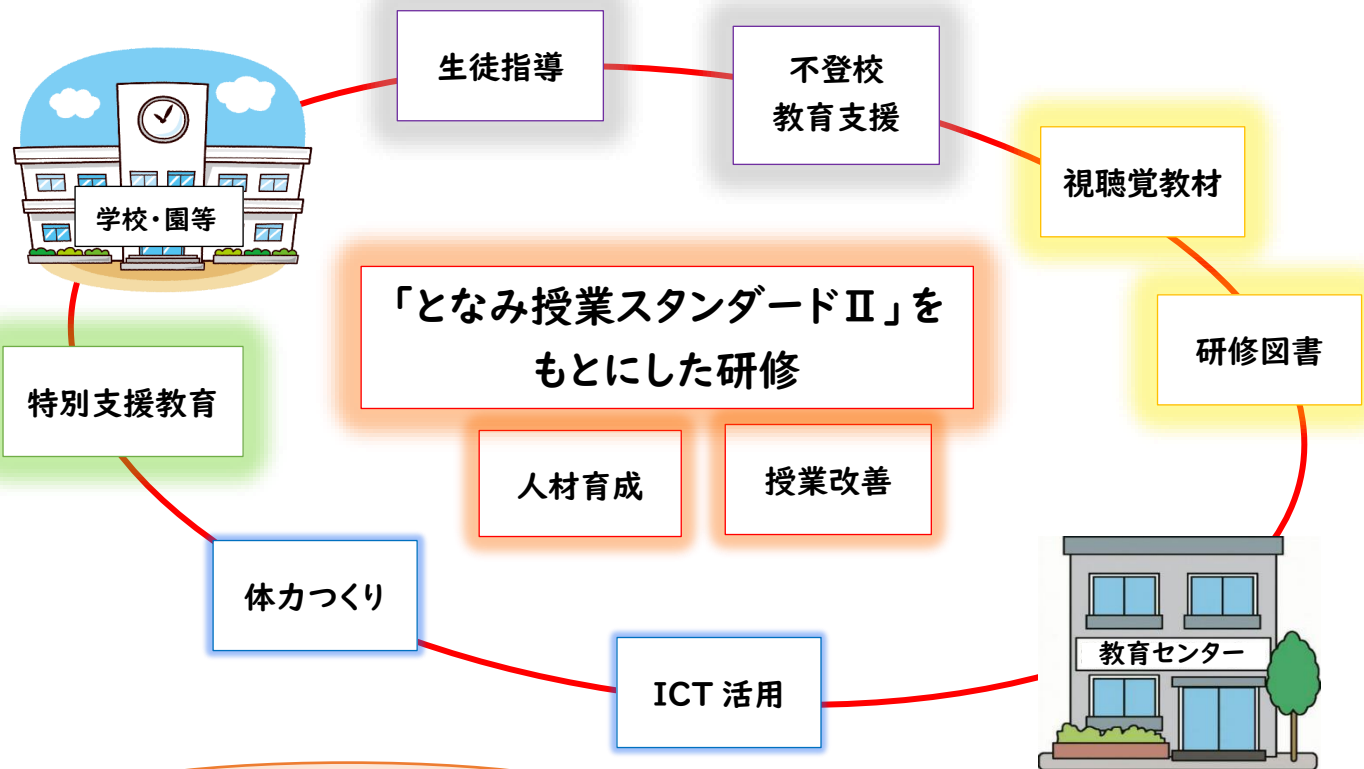 生徒指導
不登校
教育支援
視聴覚教材
学校・園等
「となみ授業スタンダードⅡ」を
もとにした研修
研修図書
特別支援教育
人材育成
授業改善
体力つくり
教育センター
ICT 活用